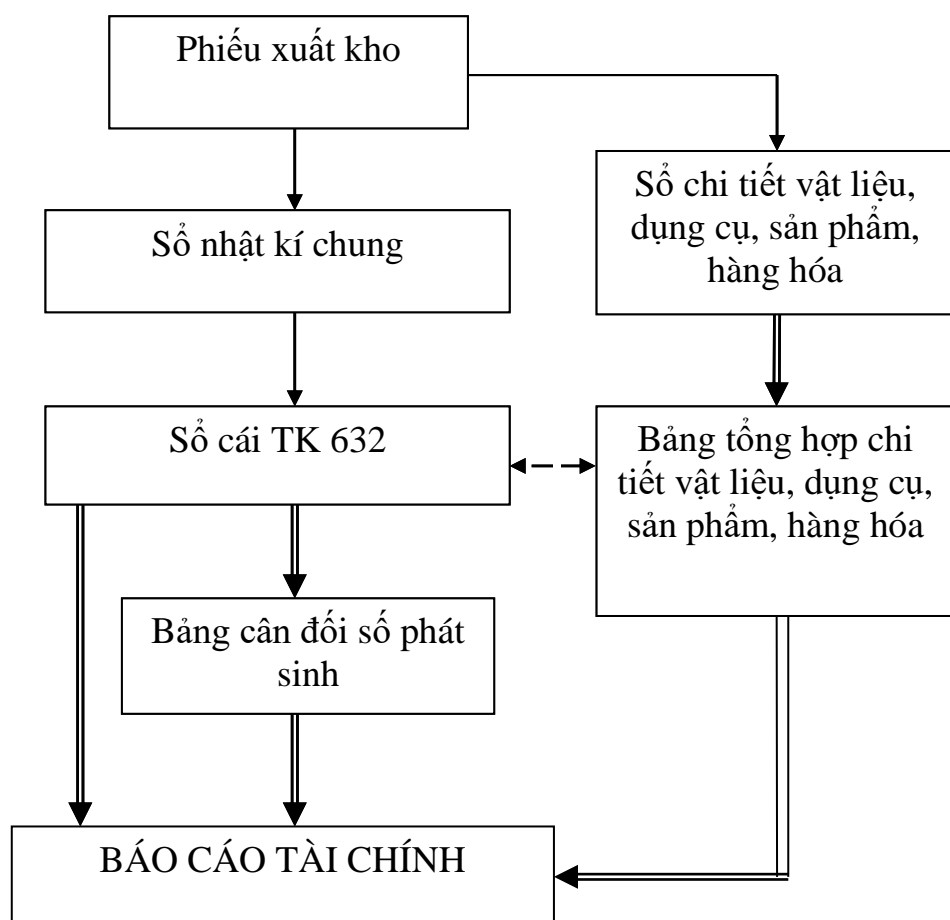 Phiếu xuất kho
Sổ chi tiết vật liệu,
dụng cụ, sản phẩm,
hàng hóa
Sổ nhật kí chung
Sổ cái TK 632
Bảng tổng hợp chi
tiết vật liệu, dụng cụ,
sản phẩm, hàng hóa
Bảng cân đối số phát
sinh
BÁO CÁO TÀI CHÍNH